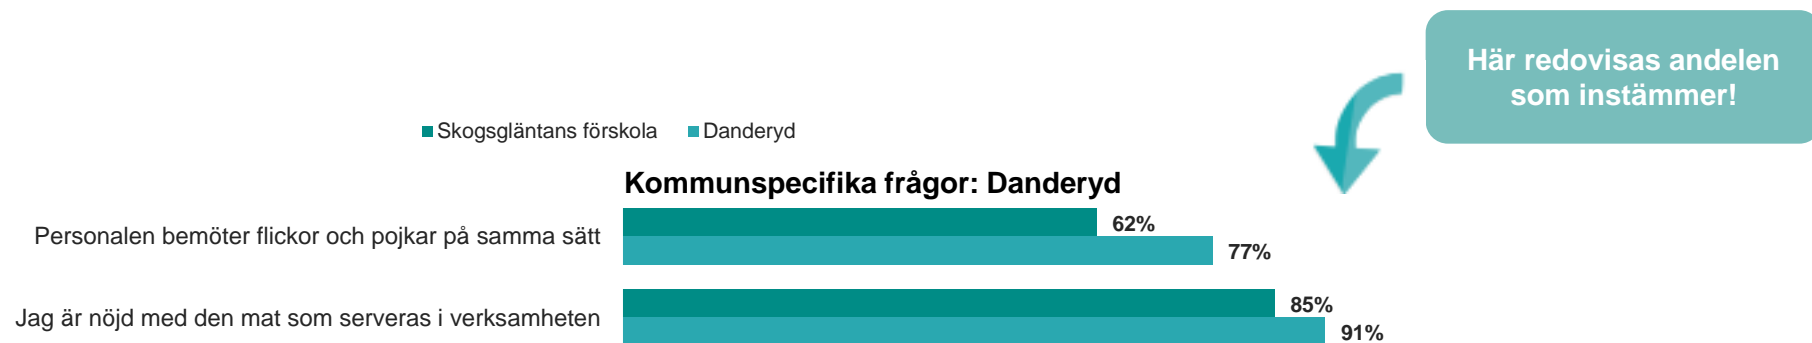 Här redovisas andelen
som instämmer!
Skogsgläntans förskola Danderyd
Kommunspecifika frågor: Danderyd
Personalen bemöter flickor och pojkar på samma sätt 62%
77%
Jag är nöjd med den mat som serveras i verksamheten 85%
91%